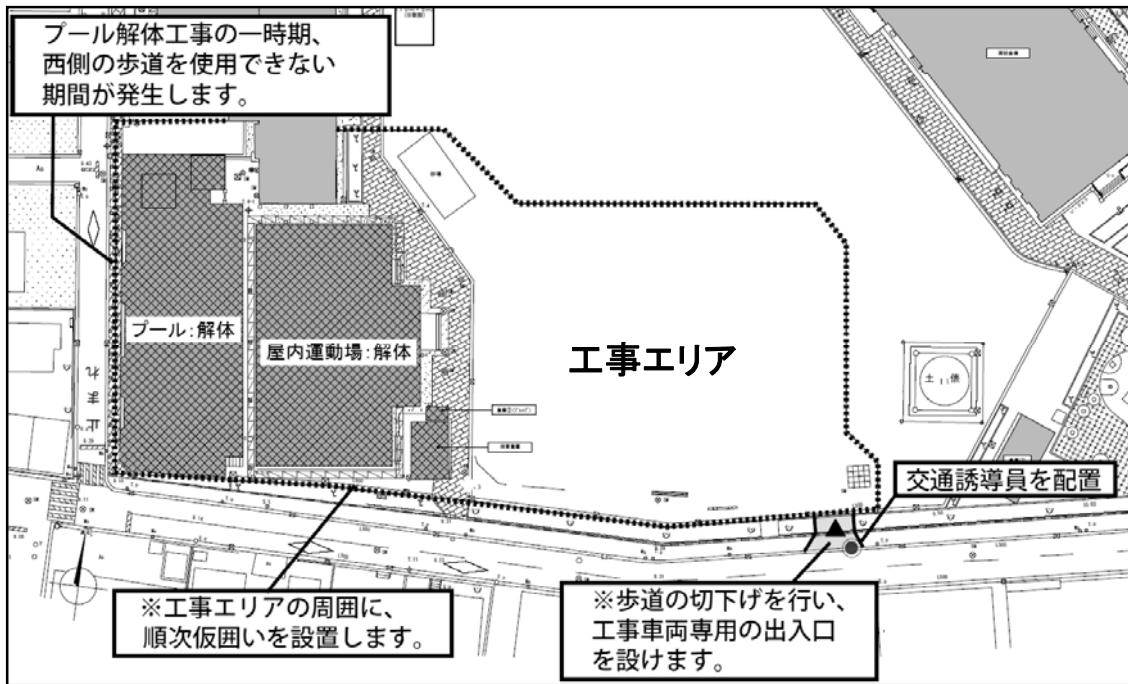 プール解体工事の一時期、
西側の歩道を使用できない
期間が発生します。
プール：解体
屋内運動場：解体
工事エリア
土俵
止まれ
交通誘導員を配置
※工事エリアの周囲に、
順次仮囲いを設置します。
※歩道の切下げを行い、
工事車両専用の出入口
を設けます。